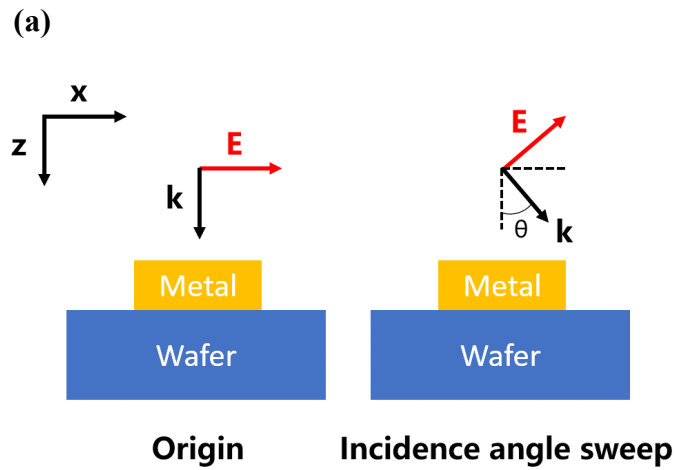 (a)
x
z
E
k
Metal
Wafer
Origin
E
θ
k
Metal
Wafer
Incidence angle sweep